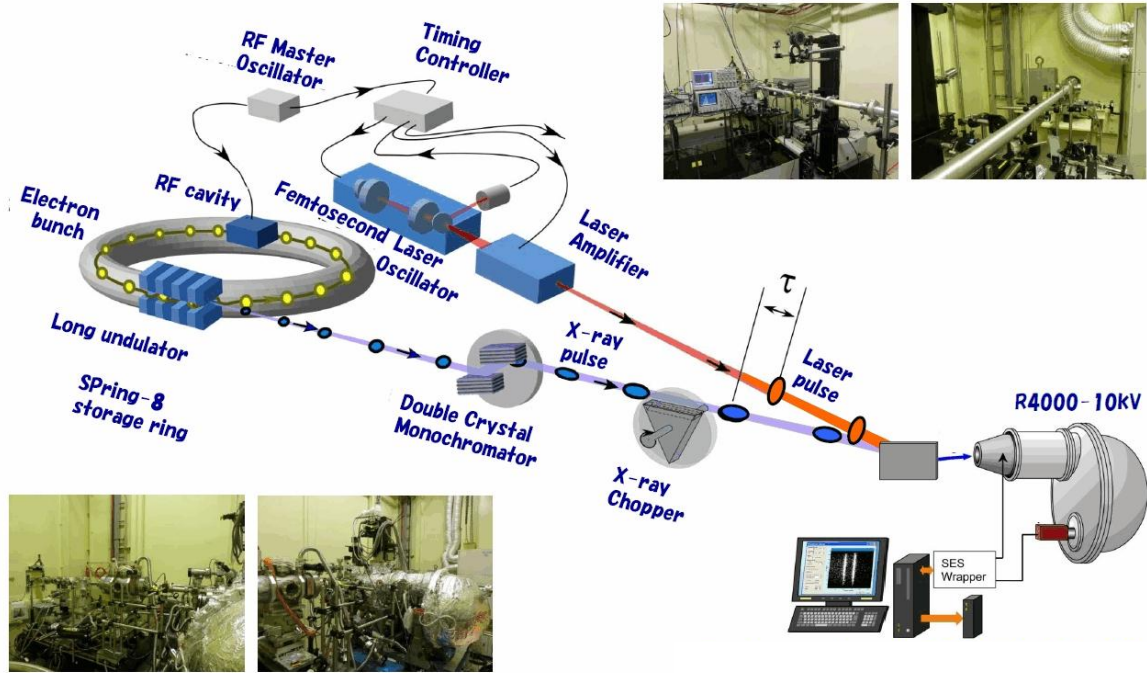 RF Master
Oscillator
Timing
Controller
RF cavity
Electron
bunch
Femtosecond Laser
Oscillator
Laser
Amplifier
τ
Long undulator
X-ray
pulse
Laser
pulse
SPring-8
storage ring
Double Crystal
Monochromator
R4000-10kV
X-ray
Chopper
SES
Wrapper